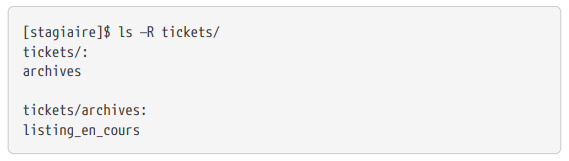 [stagiaire]$ ls –R tickets/
tickets/:
archives

tickets/archives:
listing_en_cours